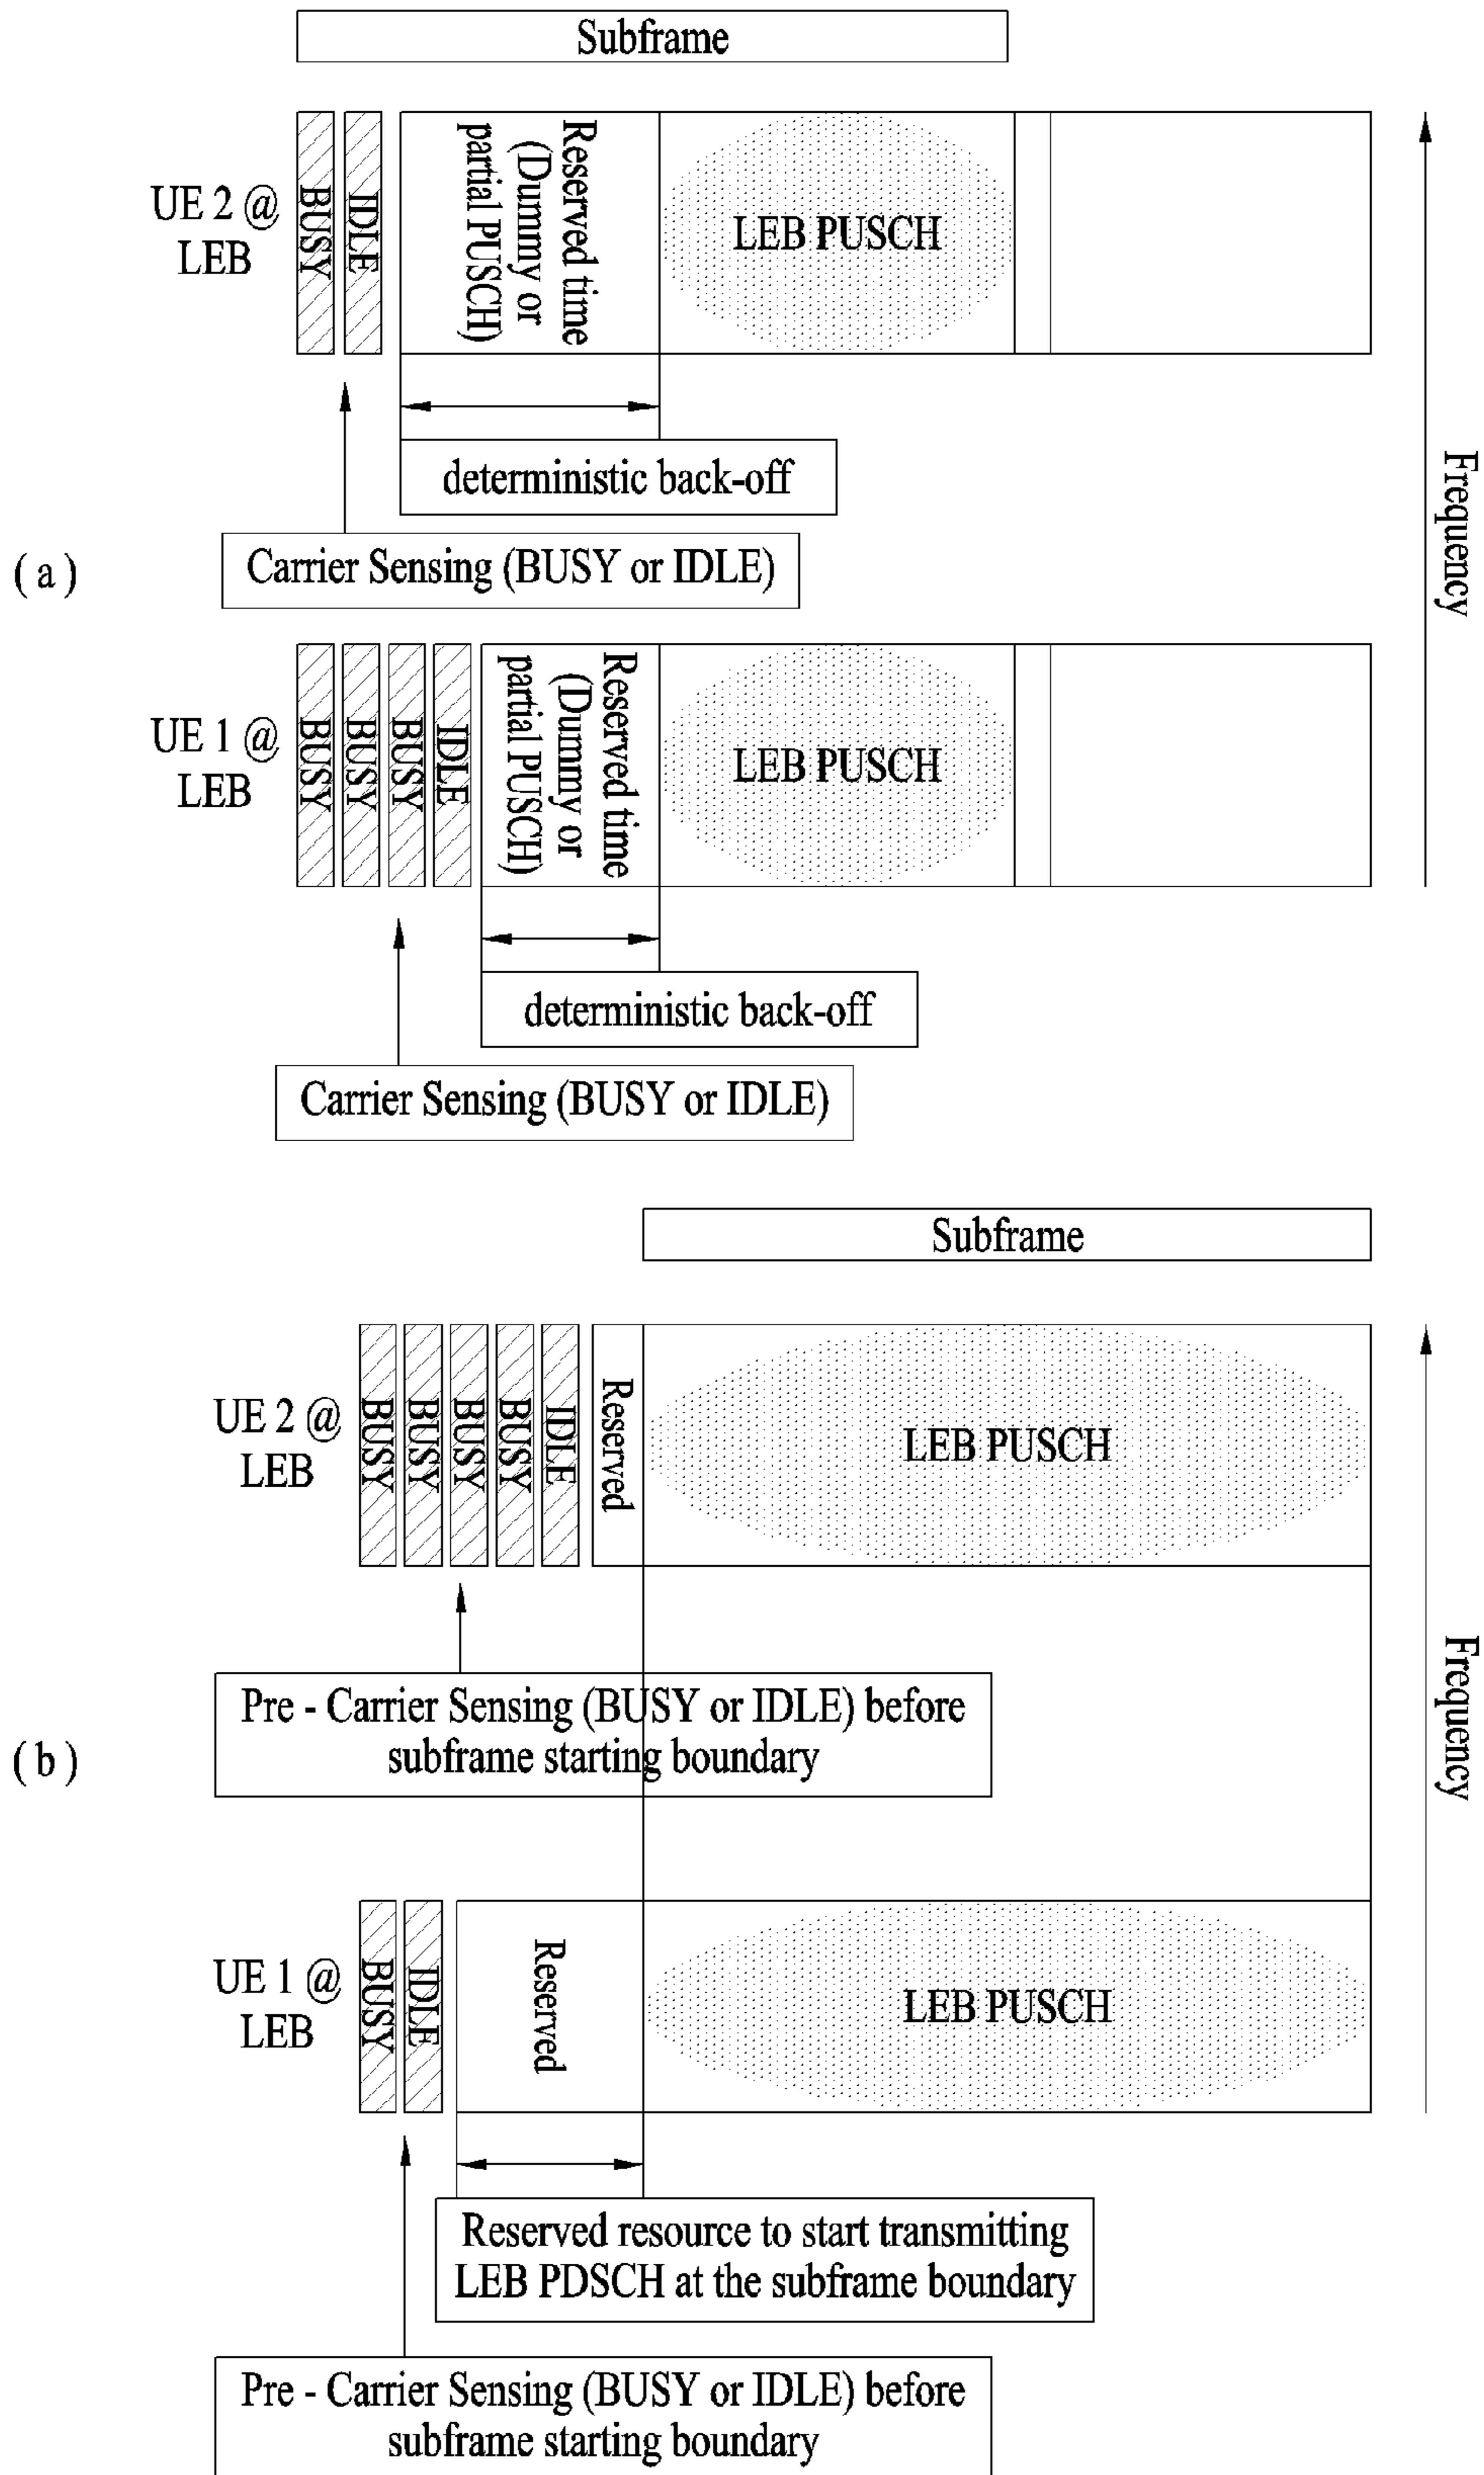 Subframe
UE 2 @
LEB
BUSY
IDLE
Reserved time
(Dummy or
partial PUSCH)
LEB PUSCH
deterministic back-off
Carrier Sensing (BUSY or IDLE)
(a)
Frequency
UE 1 @
LEB
BUSY
BUSY
BUSY
IDLE
Reserved time
(Dummy or
partial PUSCH)
LEB PUSCH
deterministic back-off
Carrier Sensing (BUSY or IDLE)
Subframe
UE 2 @
LEB
BUSY
BUSY
BUSY
BUSY
IDLE
Reserved
LEB PUSCH
Pre - Carrier Sensing (BUSY or IDLE) before
subframe starting boundary
(b)
Frequency
UE 1 @
LEB
BUSY
IDLE
Reserved
LEB PUSCH
Reserved resource to start transmitting
LEB PDSCH at the subframe boundary
Pre - Carrier Sensing (BUSY or IDLE) before
subframe starting boundary